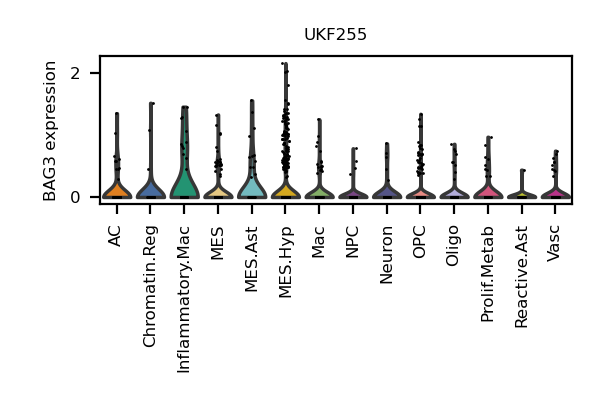 UKF255
BAG3 expression
2
0
AC
Chromatin.Reg
Inflammatory.Mac
MES
MES.Ast
MES.Hyp
Mac
NPC
Neuron
OPC
Oligo
Prolif.Metab
Reactive.Ast
Vasc